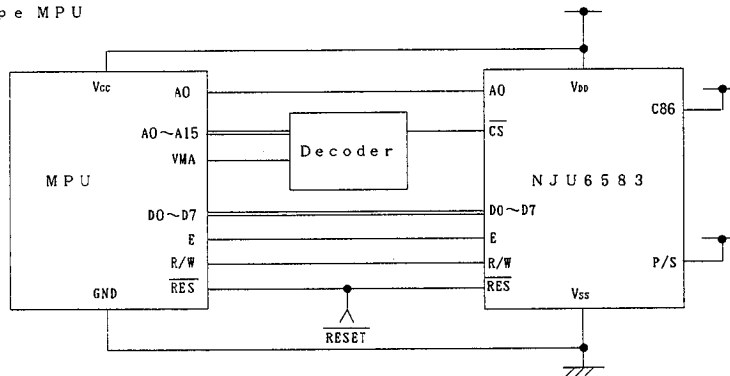 pe MPU
Vcc
A0
A0~A15
VMA
MPU
D0~D7
E
R/W
RES
GND
Decoder
RESET
VDD
A0
C86
CS
NJU6583
D0~D7
E
R/W
P/S
RES
VSS